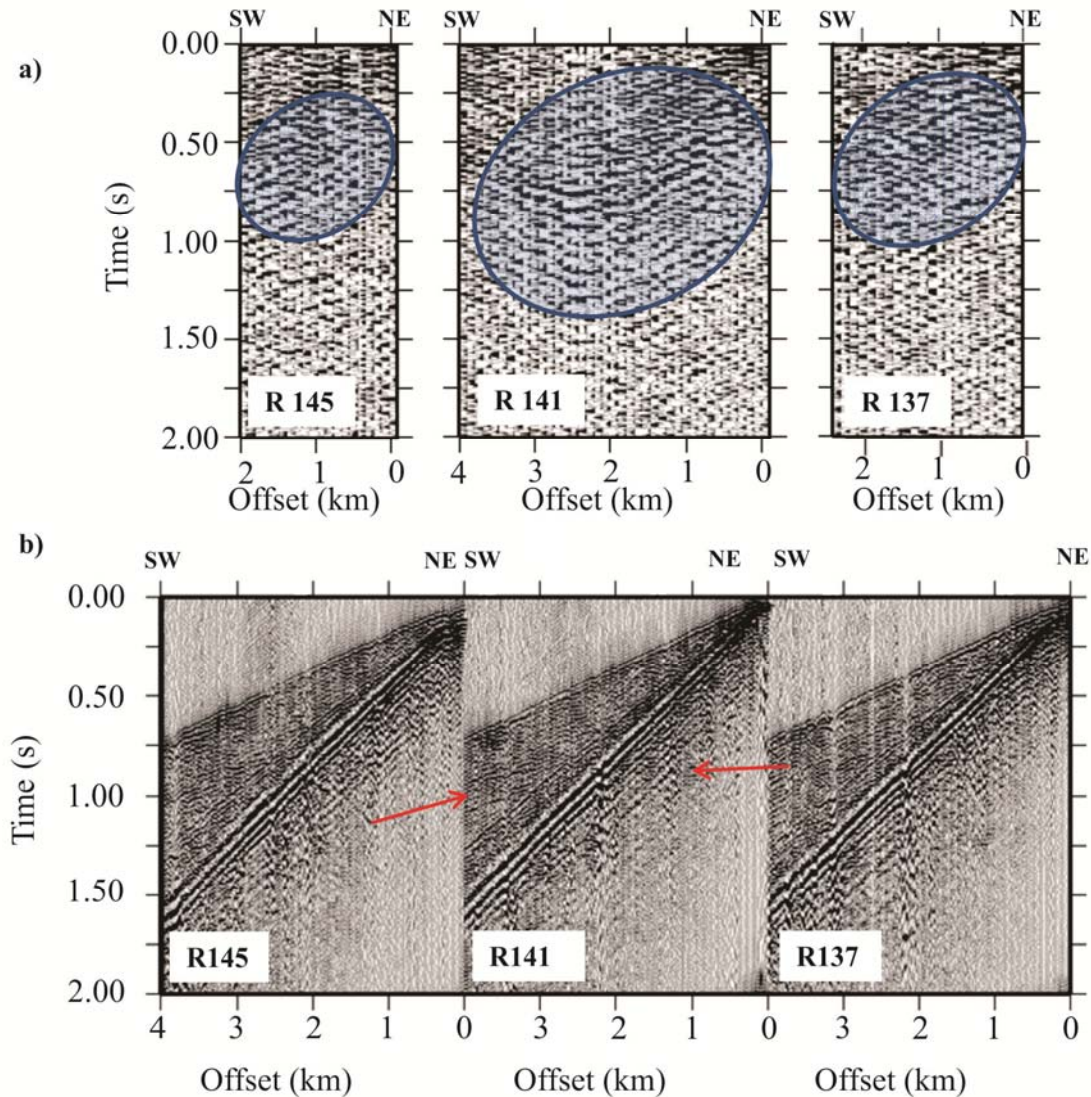 SW NE SW NE SW NE
a)
0.00
0.50
1.00
1.50
2.00
Time (s)
R 145 R 141 R 137
2 1 0 4 3 2 1 0 2 1 0
Offset (km) Offset (km) Offset (km)
b)
SW NE SW NE SW NE
0.00
0.50
1.00
1.50
2.00
Time (s)
R145 R141 R137
4 3 2 1 0 3 2 1 0 3 2 1 0
Offset (km) Offset (km) Offset (km)